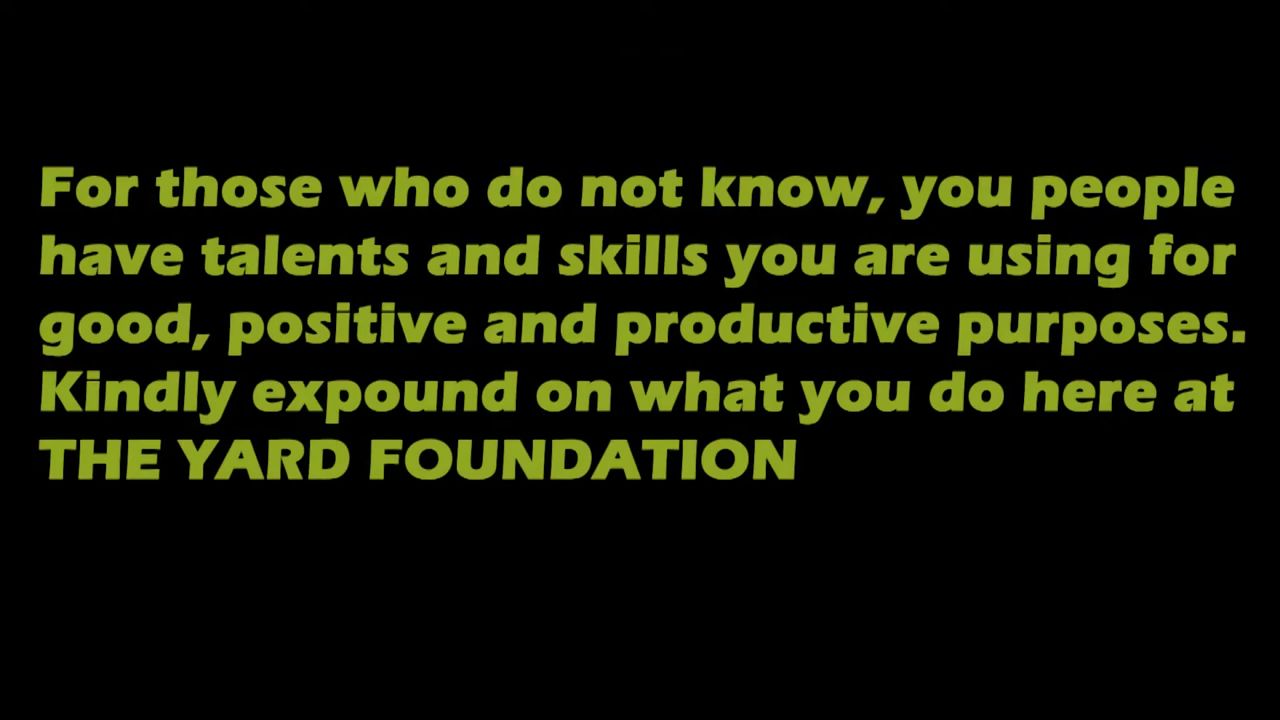 For those who do not know, you people
have talents and skills you are using for
good, positive and productive purposes.
Kindly expound on what you do here at
THE YARD FOUNDATION